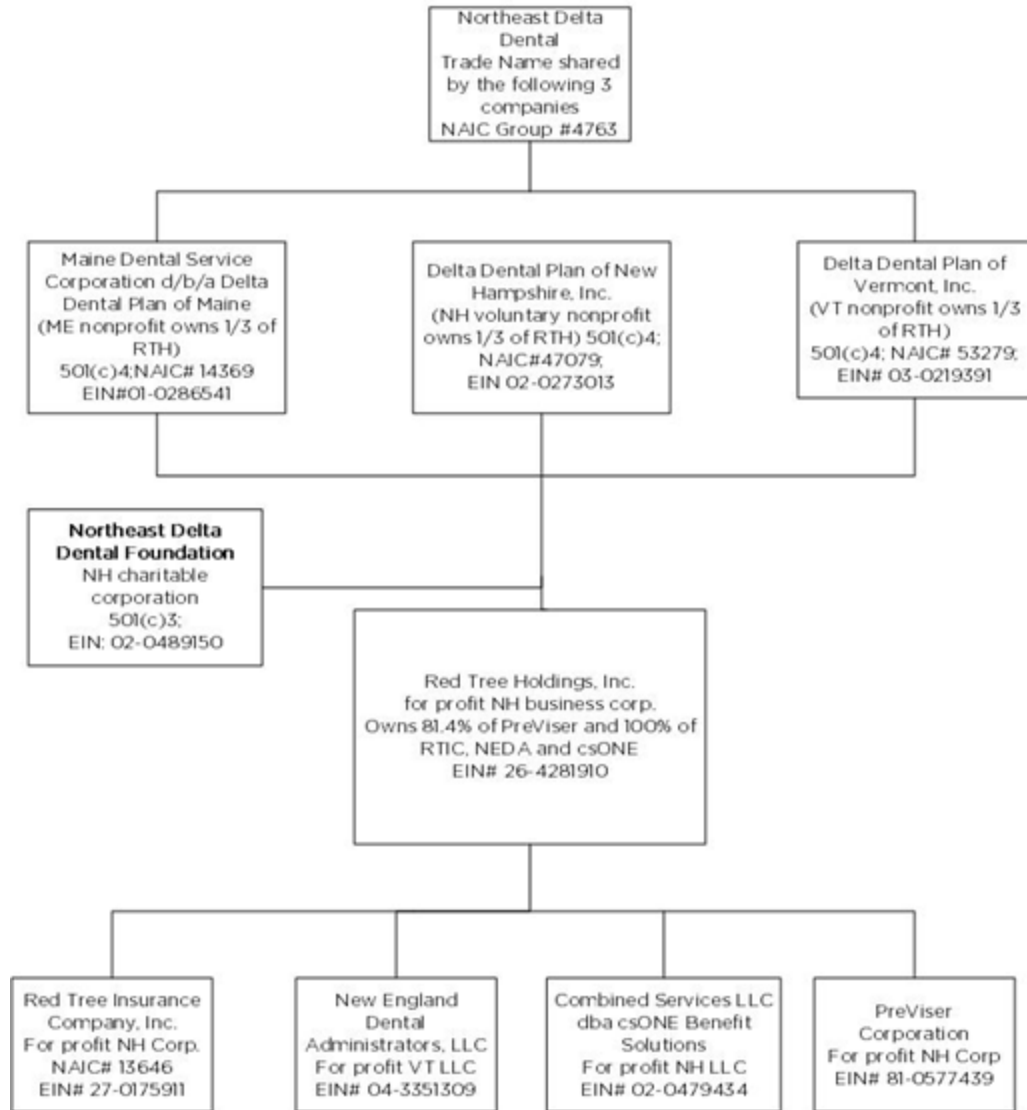 Northeast Delta
Dental
Trade Name shared
by the following 3
companies
NAIC Group #4763
Maine Dental Service
Corporation d/b/a Delta
Dental Plan of Maine
(ME nonprofit owns 1/3 of
RTH)
501(c)4;NAIC# 14369
EIN#01-0286541
Delta Dental Plan of New
Hampshire, Inc.
(NH voluntary nonprofit
owns 1/3 of RTH) 501(c)4;
NAIC#47079;
EIN 02-0273013
Delta Dental Plan of
Vermont, Inc.
(VT nonprofit owns 1/3
of RTH)
501(c)4; NAIC# 53279;
EIN# 03-0219391
Northeast Delta
Dental Foundation
NH charitable
corporation
501(c)3;
EIN: 02-0489150
Red Tree Holdings, Inc.
for profit NH business corp.
Owns 81.4% of PreViser and 100% of
RTIC, NEDA and csONE
EIN# 26-4281910
Red Tree Insurance
Company, Inc.
For profit NH Corp.
NAIC# 13646
EIN# 27-0175911
New England
Dental
Administrators, LLC
For profit VT LLC
EIN# 04-3351309
Combined Services LLC
dba csONE Benefit
Solutions
For profit NH LLC
EIN# 02-0479434
PreViser
Corporation
For profit NH Corp
EIN# 81-0577439